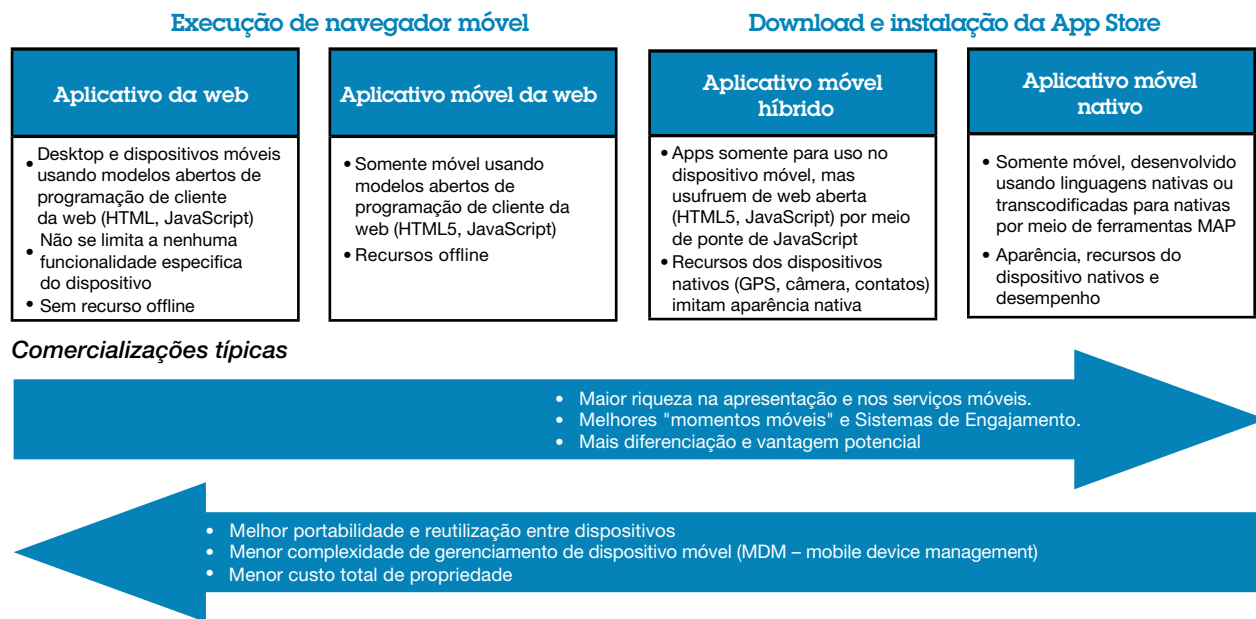 Execução de navegador móvel
Download e instalação da App Store
Aplicativo da web
• Desktop e dispositivos móveis
usando modelos abertos de
programação de cliente
da web (HTML, JavaScript)
• Não se limita a nenhuma
funcionalidade especifica
do dispositivo
• Sem recurso offline
Aplicativo móvel da web
• Somente móvel usando
modelos abertos de
programação de cliente da
web (HTML5, JavaScript)
• Recursos offline
Aplicativo móvel
híbrido
• Apps somente para uso no
dispositivo móvel, mas
usufruem de web aberta
(HTML5, JavaScript) por meio
de ponte de JavaScript
• Recursos dos dispositivos
nativos (GPS, câmera, contatos)
imitam aparência nativa
Aplicativo móvel
nativo
• Somente móvel, desenvolvido
usando linguagens nativas ou
transcodificadas para nativas
por meio de ferramentas MAP
• Aparência, recursos do
dispositivo nativos e
desempenho
Comercializações típicas
• Maior riqueza na apresentação e nos serviços móveis.
• Melhores "momentos móveis" e Sistemas de Engajamento.
• Mais diferenciação e vantagem potencial
• Melhor portabilidade e reutilização entre dispositivos
• Menor complexidade de gerenciamento de dispositivo móvel (MDM – mobile device management)
• Menor custo total de propriedade